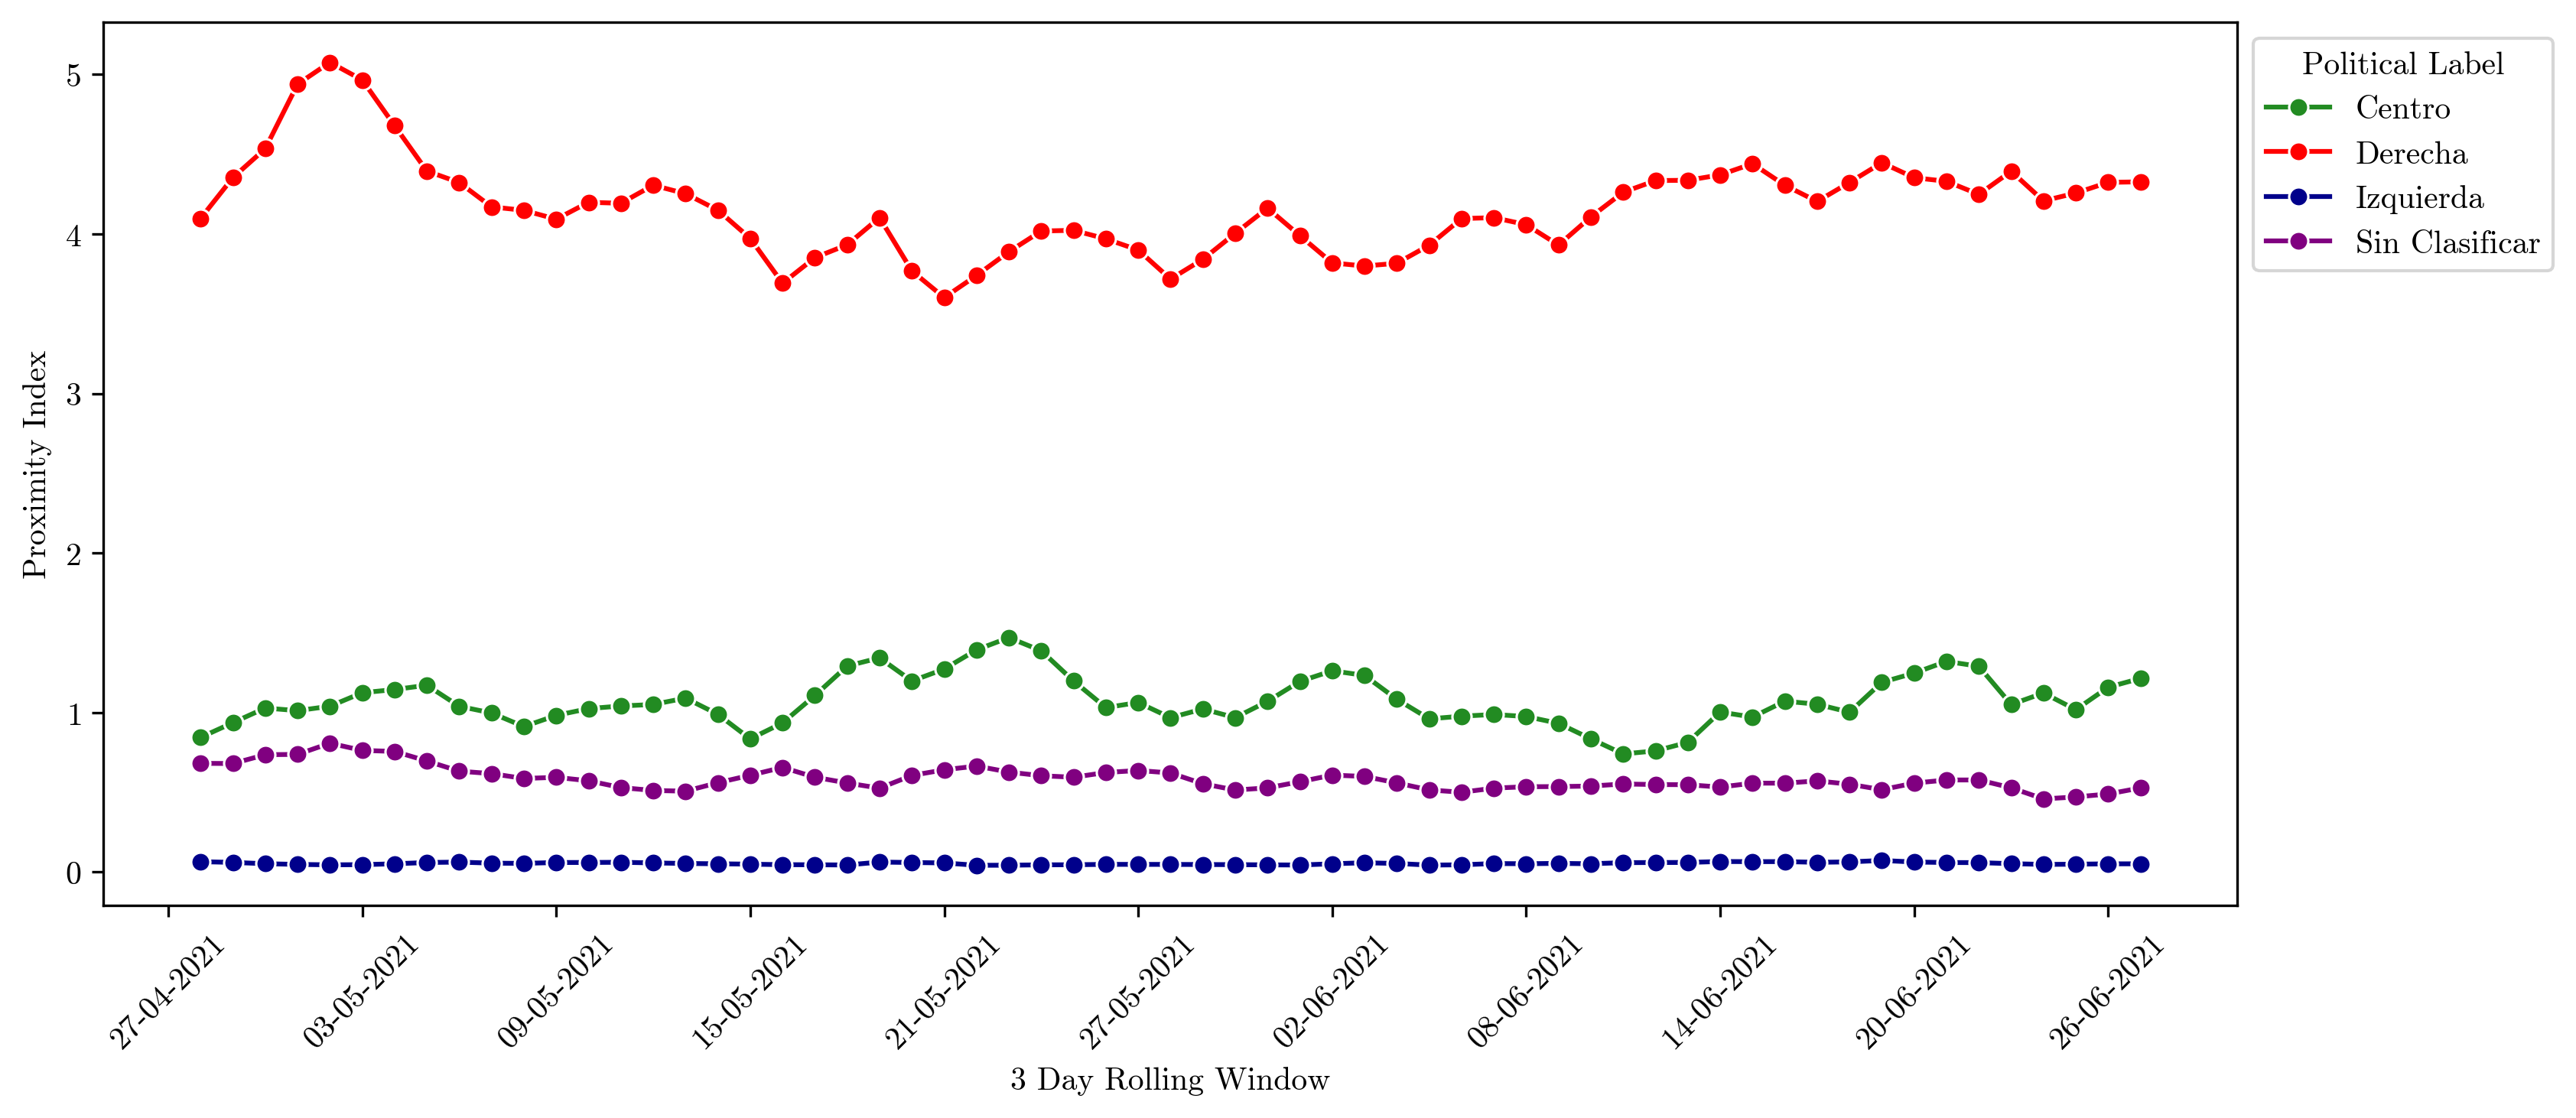 Political Label
Centro
Derecha
Izquierda
Sin Clasificar
Proximity Index
5
4
3
2
1
0
27-04-2021
03-05-2021
09-05-2021
15-05-2021
21-05-2021
27-05-2021
02-06-2021
08-06-2021
14-06-2021
20-06-2021
26-06-2021
3 Day Rolling Window